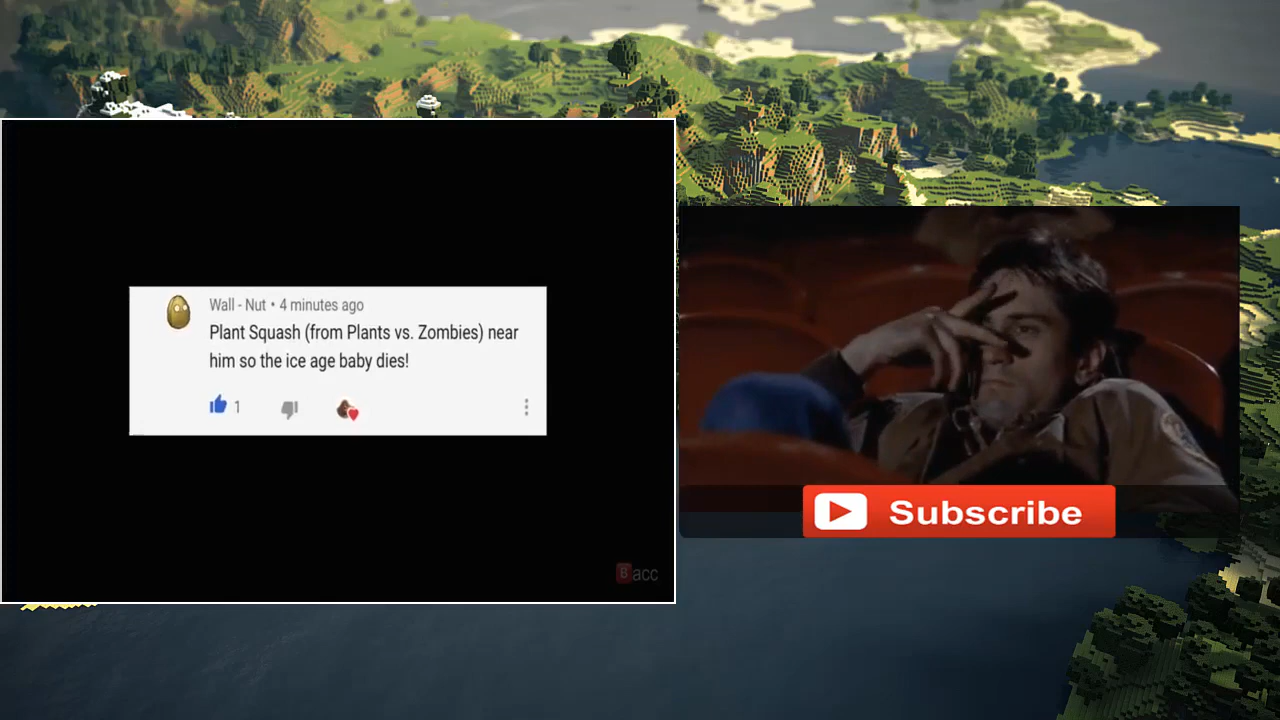 Wall - Nut • 4 minutes ago
Plant Squash (from Plants vs. Zombies) near
him so the ice age baby dies!
1
Subscribe
Bacc